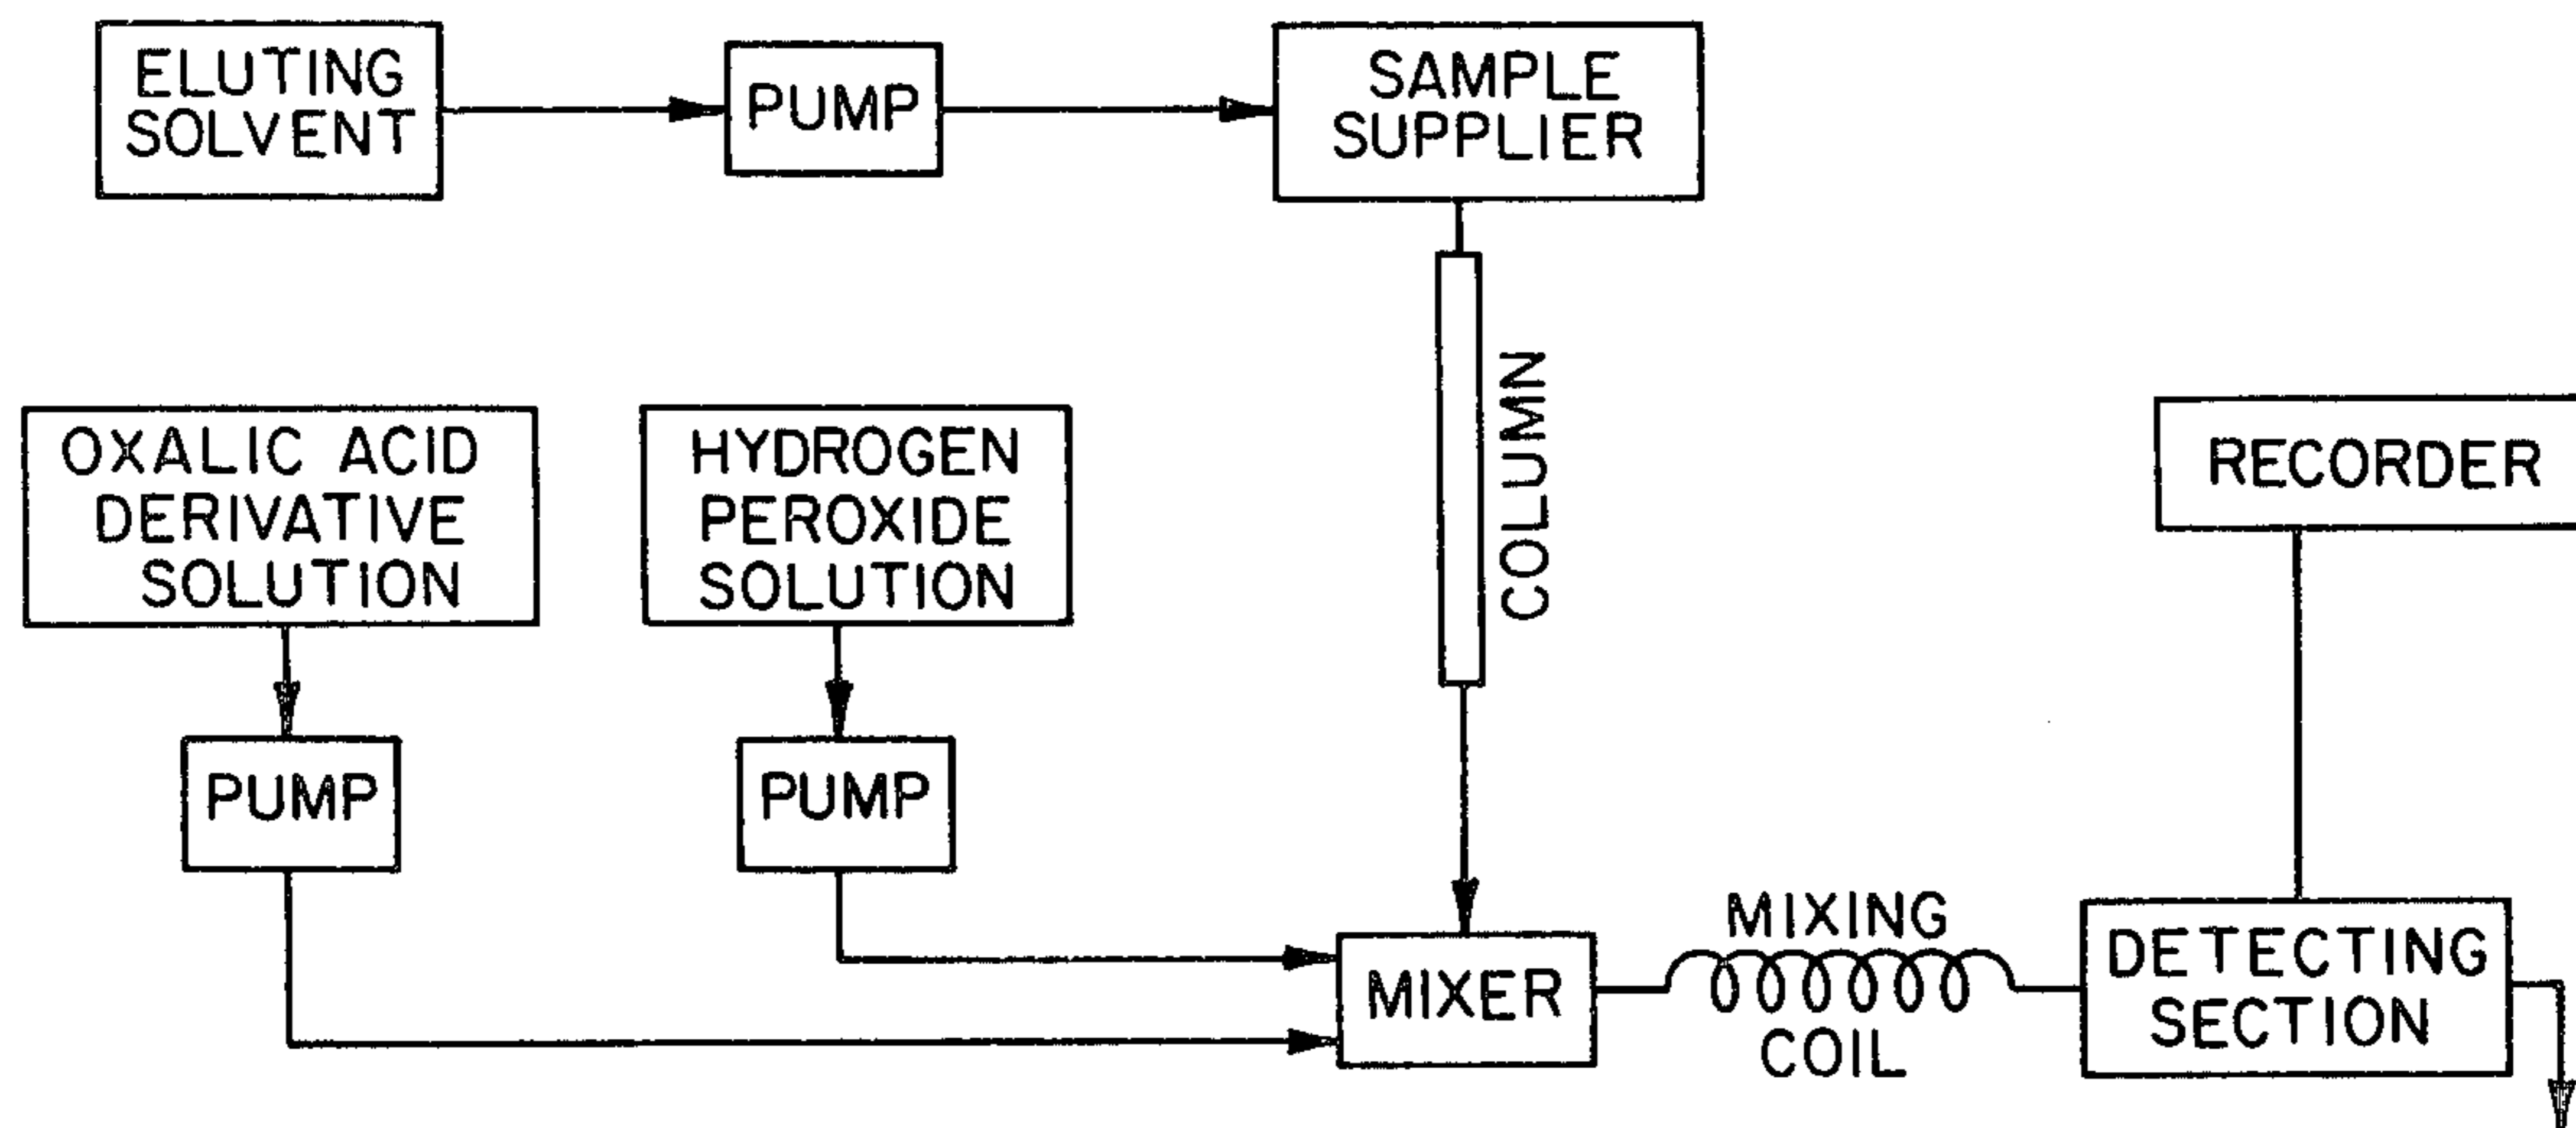 ELUTING
SOLVENT
PUMP
SAMPLE
SUPPLIER
COLUMN
OXALIC ACID
DERIVATIVE
SOLUTION
HYDROGEN
PEROXIDE
SOLUTION
RECORDER
PUMP
PUMP
MIXER
MIXING
COIL
DETECTING
SECTION